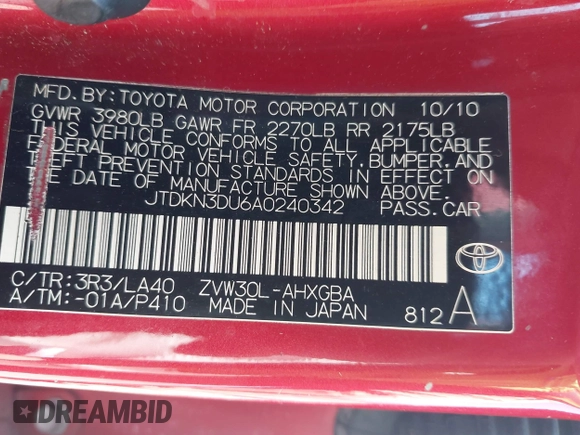 MFD. BY: TOYOTA MOTOR CORPORATION 10/10
GVWR 3980LB GAWR FR 2270LB RR 2175LB
THIS VEHICLE CONFORMS TO ALL APPLICABLE
FEDERAL MOTOR VEHICLE SAFETY, BUMPER, AND
THEFT PREVENTION STANDARDS IN EFFECT ON
THE DATE OF MANUFACTURE SHOWN ABOVE.
JTDKN3DU6A0240342 PASS. CAR
C/TR: 3R3/LA40 ZVW30L-AHXGBA
A/TM: -01A/P410 MADE IN JAPAN 812 A
DREAMBID